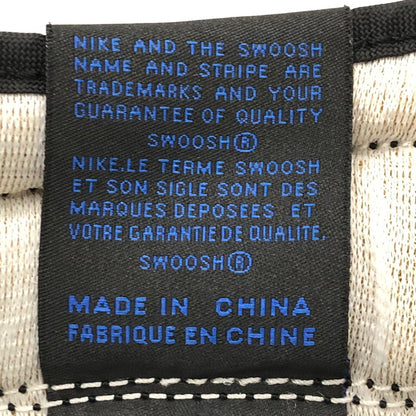 NIKE AND THE SWOOSH
NAME AND STRIPE ARE
TRADEMARKS AND YOUR
GUARANTEE OF QUALITY
SWOOSH®
NIKE,LE TERME SWOOSH
ET SON SIGLE SONT DES
MARQUES DEPOSEES ET
VOTRE GARANTIE DE QUALITE.
SWOOSH®
MADE IN CHINA
FABRIQUE EN CHINE